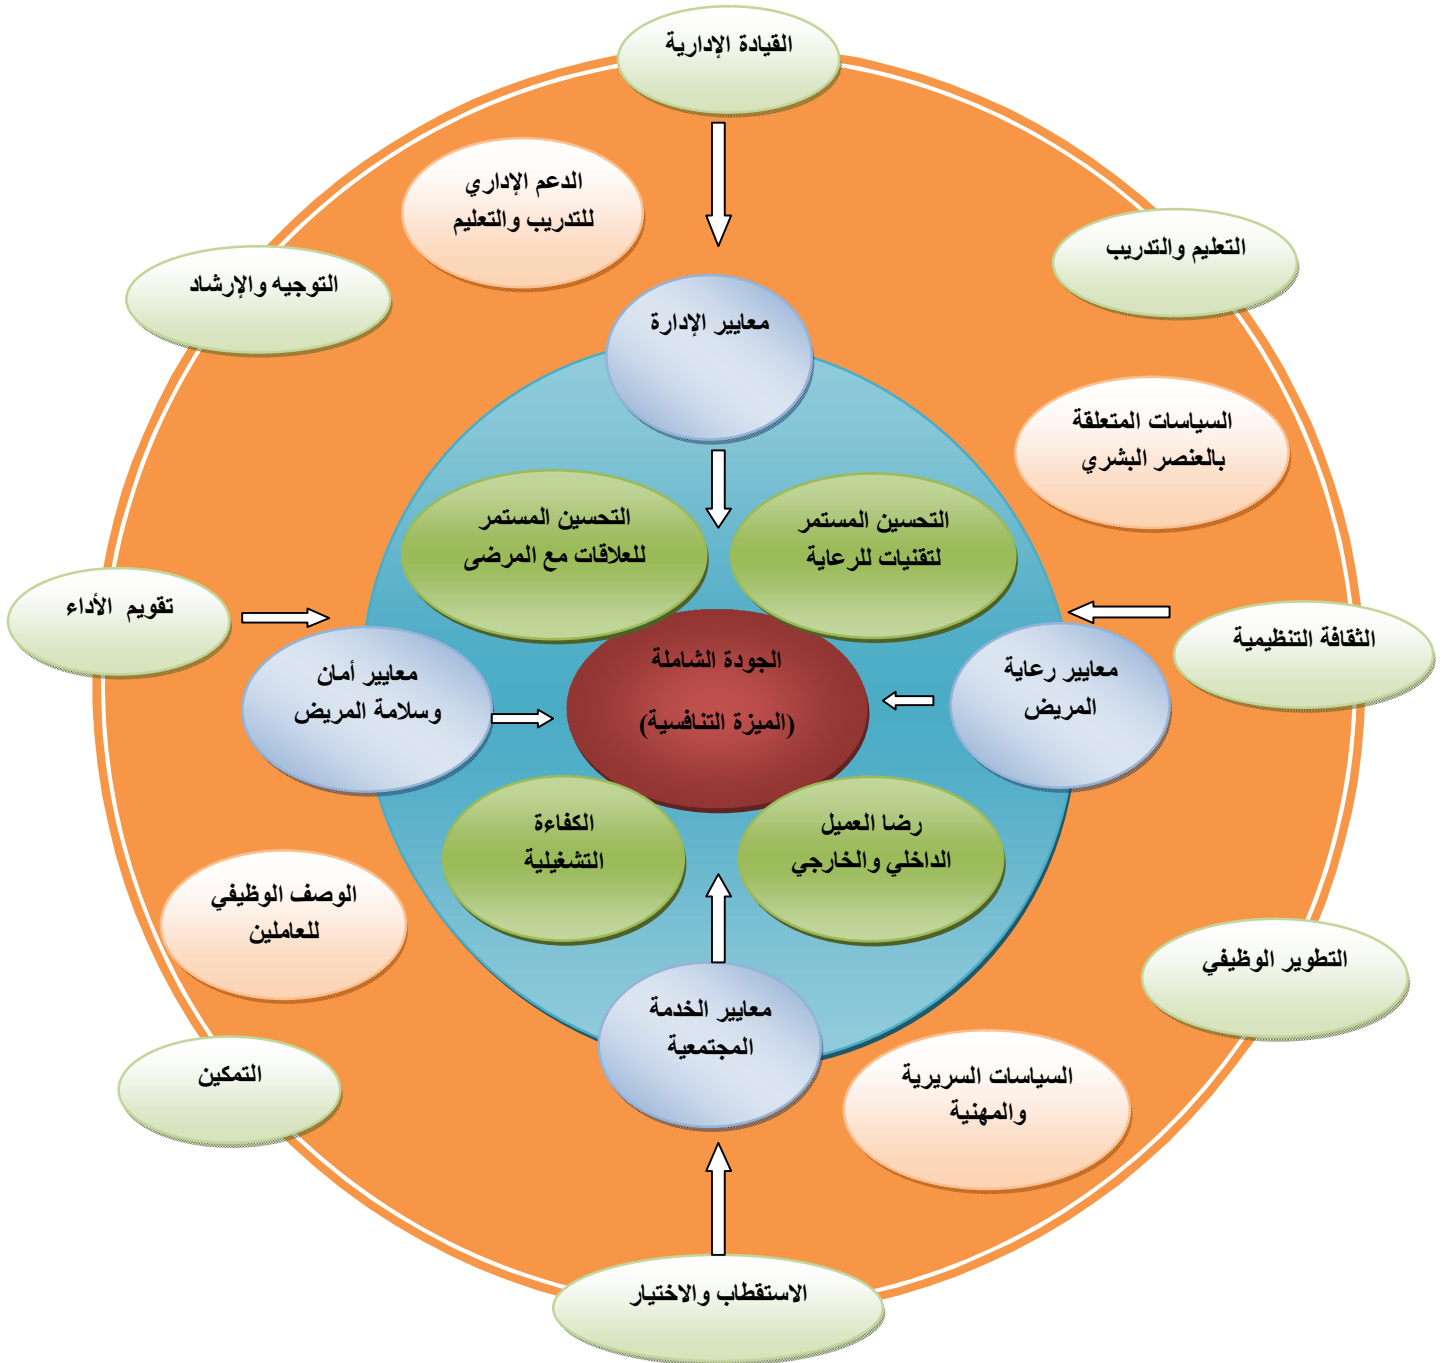 القيادة الإدارية
الدعم الإداري
للتدريب والتعليم
التعليم والتدريب
التوجيه والإرشاد
معايير الإدارة
السياسات المتعلقة
بالعنصر البشري
التحسين المستمر
لتقنيات للرعاية
التحسين المستمر
للعلاقات مع المرضى
الثقافة التنظيمية
تقويم الأداء
معايير رعاية
المريض
الجودة الشاملة
(الميزة التنافسية)
معايير أمان
وسلامة المريض
رضا العميل
الداخلي والخارجي
الكفاءة
التشغيلية
الوصف الوظيفي
للعاملين
التطوير الوظيفي
معايير الخدمة
المجتمعية
السياسات السريرية
والمهنية
التمكين
الاستقطاب والاختيار